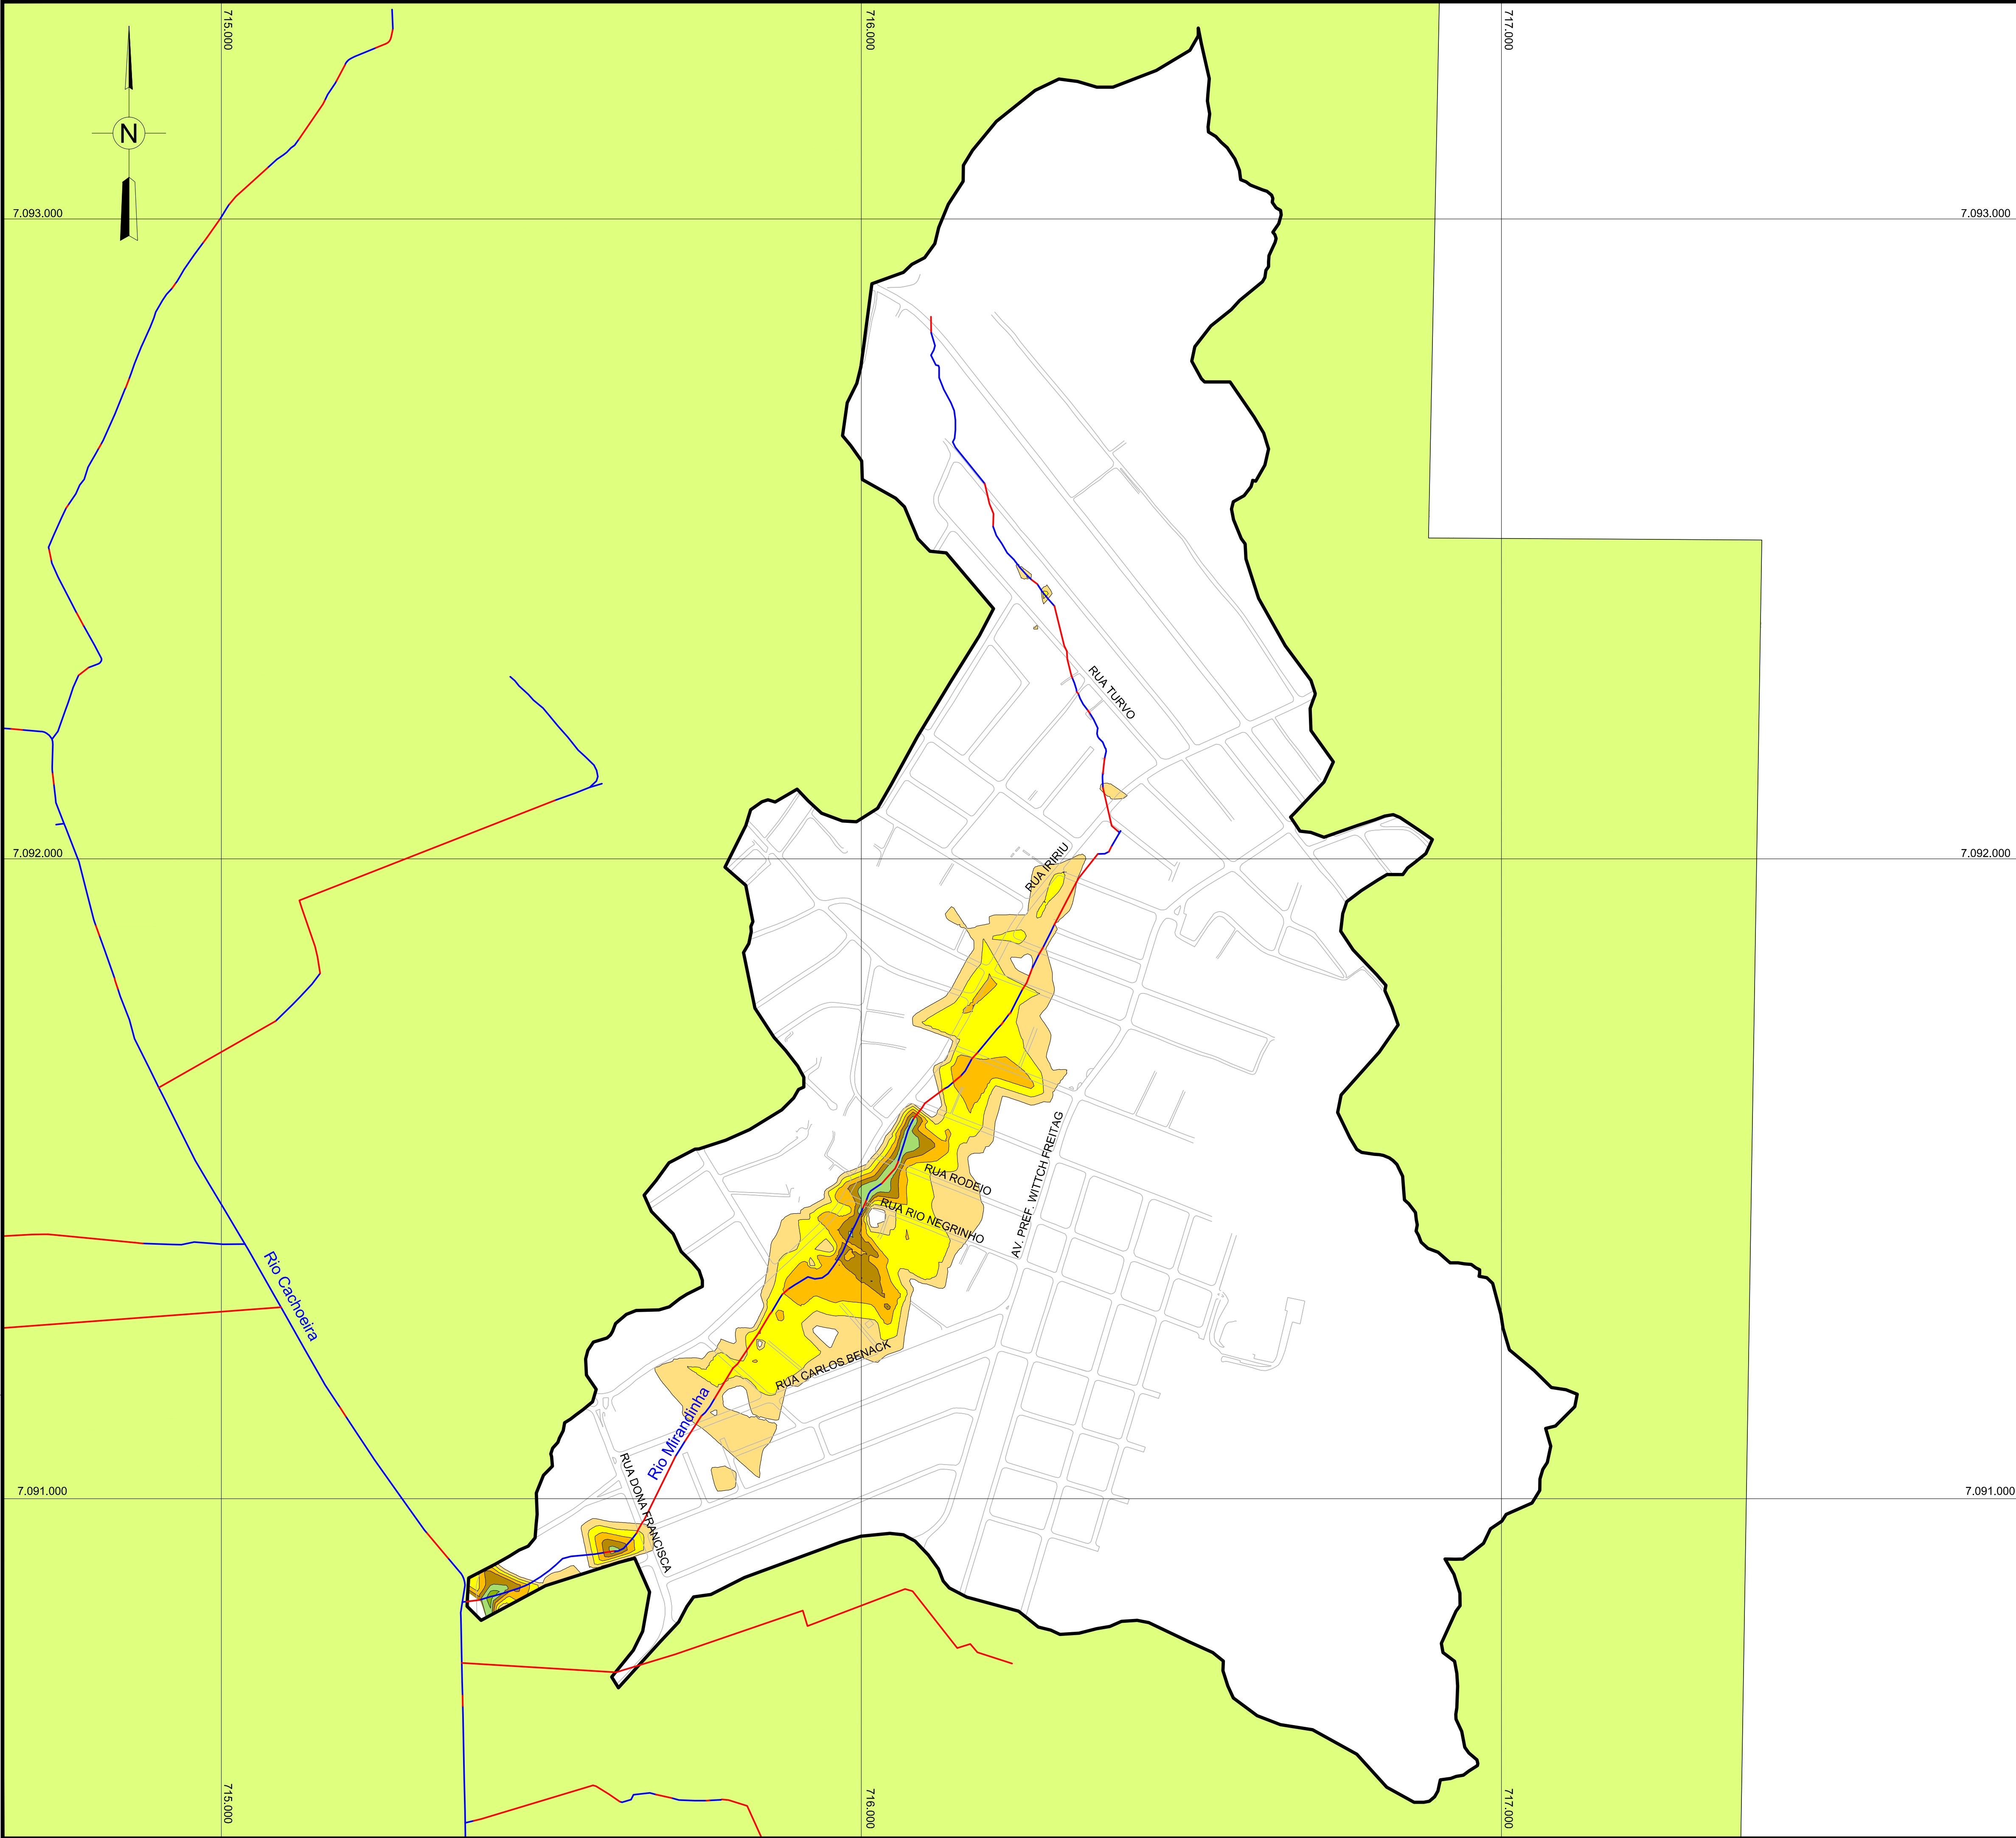 715.000
716.000
717.000
N
7.093.000
7.093.000
RUA TURVO
RUA IRIRIU
7.092.000
7.092.000
AV. PREF. WITTCH FREITAG
RUA RODEIO
RUA RIO NEGRINHO
Rio Cachoeira
RUA CARLOS BENACK
Rio Mirandinha
RUA DONA FRANCISCA
7.091.000
7.091.000
715.000
716.000
717.000